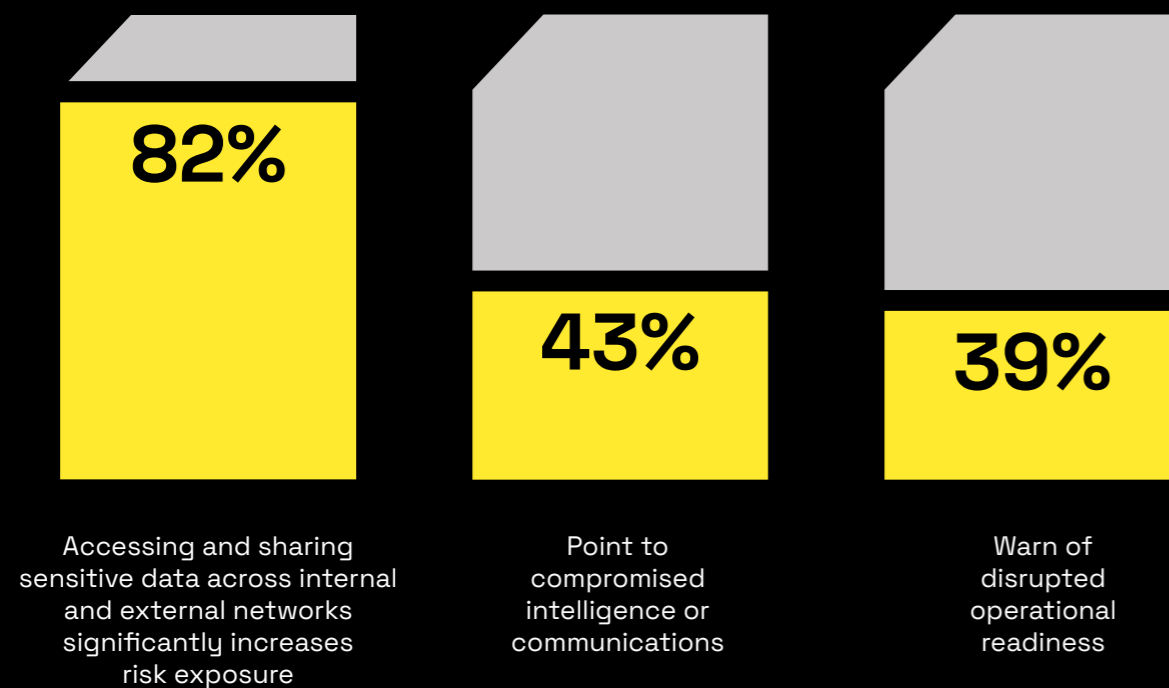 82%
Accessing and sharing
sensitive data across internal
and external networks
significantly increases
risk exposure
43%
Point to
compromised
intelligence or
communications
39%
Warn of
disrupted
operational
readiness